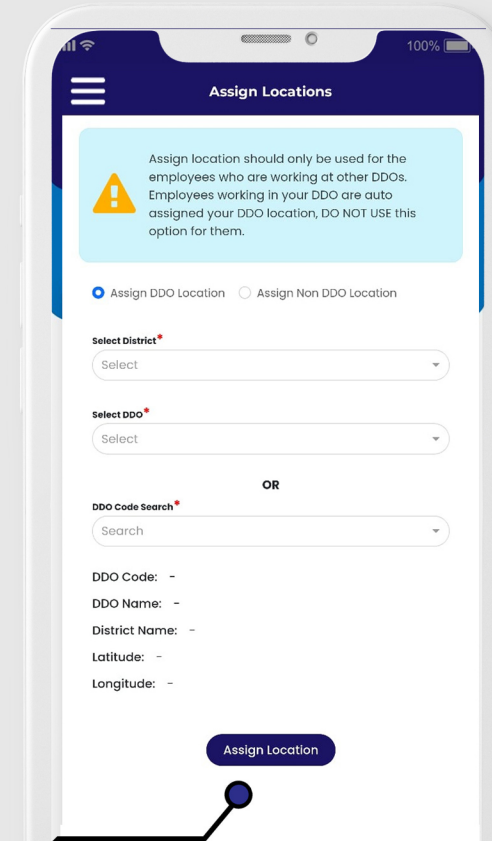 100%
Assign Locations
Assign location should only be used for the
employees who are working at other DDOs.
Employees working in your DDO are auto
assigned your DDO location, DO NOT USE this
option for them.
Assign DDO Location Assign Non DDO Location
Select District*
Select
Select DDO*
Select
OR
DDO Code Search*
Search
DDO Code: -
DDO Name: -
District Name: -
Latitude: -
Longitude: -
Assign Location